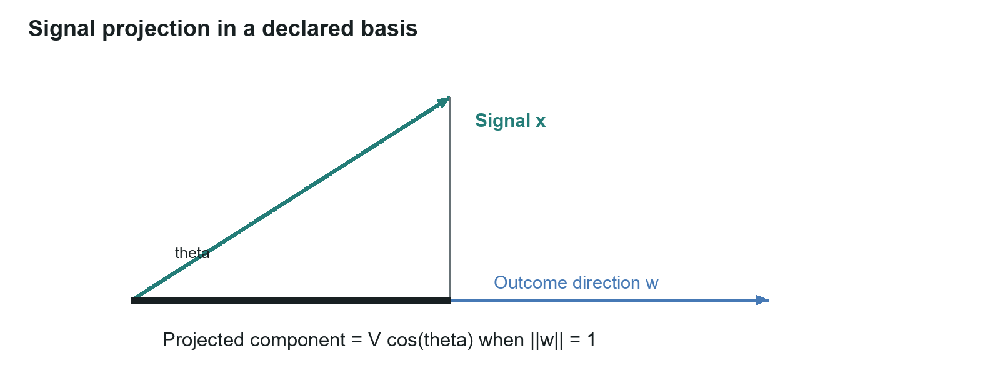 Signal projection in a declared basis
Signal x
theta
Outcome direction w
Projected component = V cos(theta) when ||w|| = 1